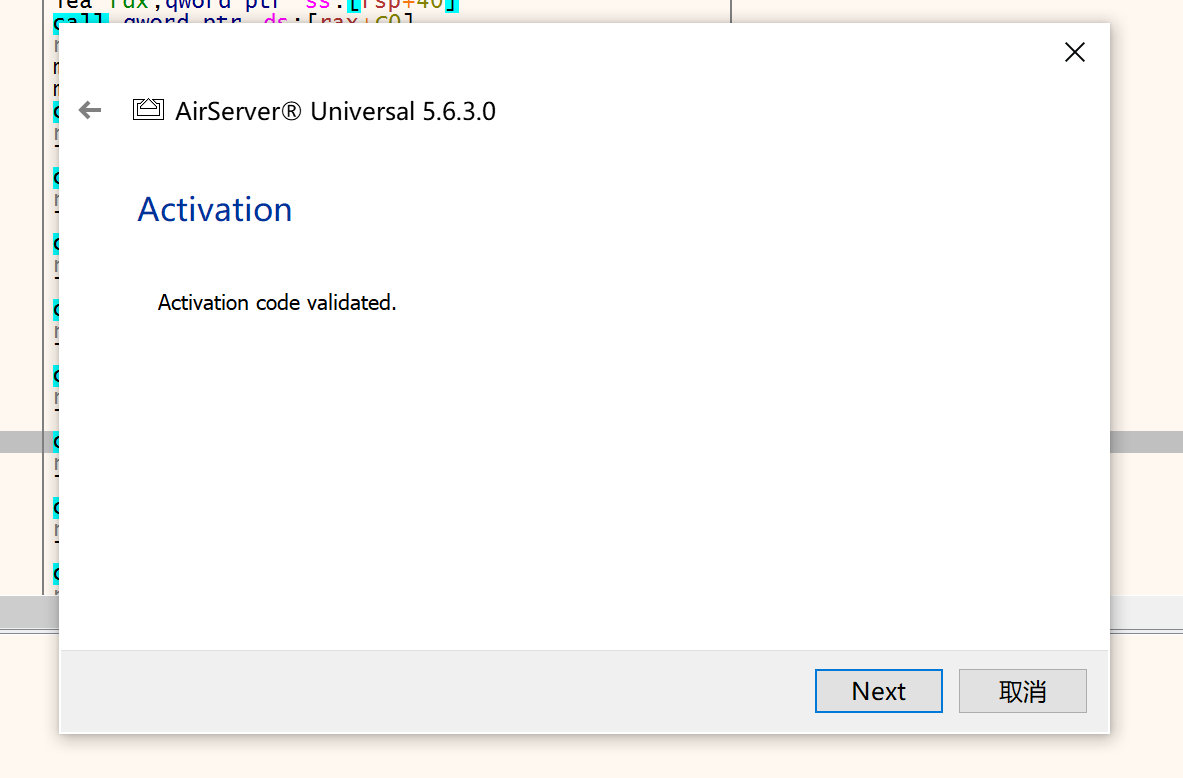 lea rdx,qword ptr ss:[rsp+40]
call qword ptr ds:[rax+C0]
AirServer® Universal 5.6.3.0
Activation
Activation code validated.
Next
取消